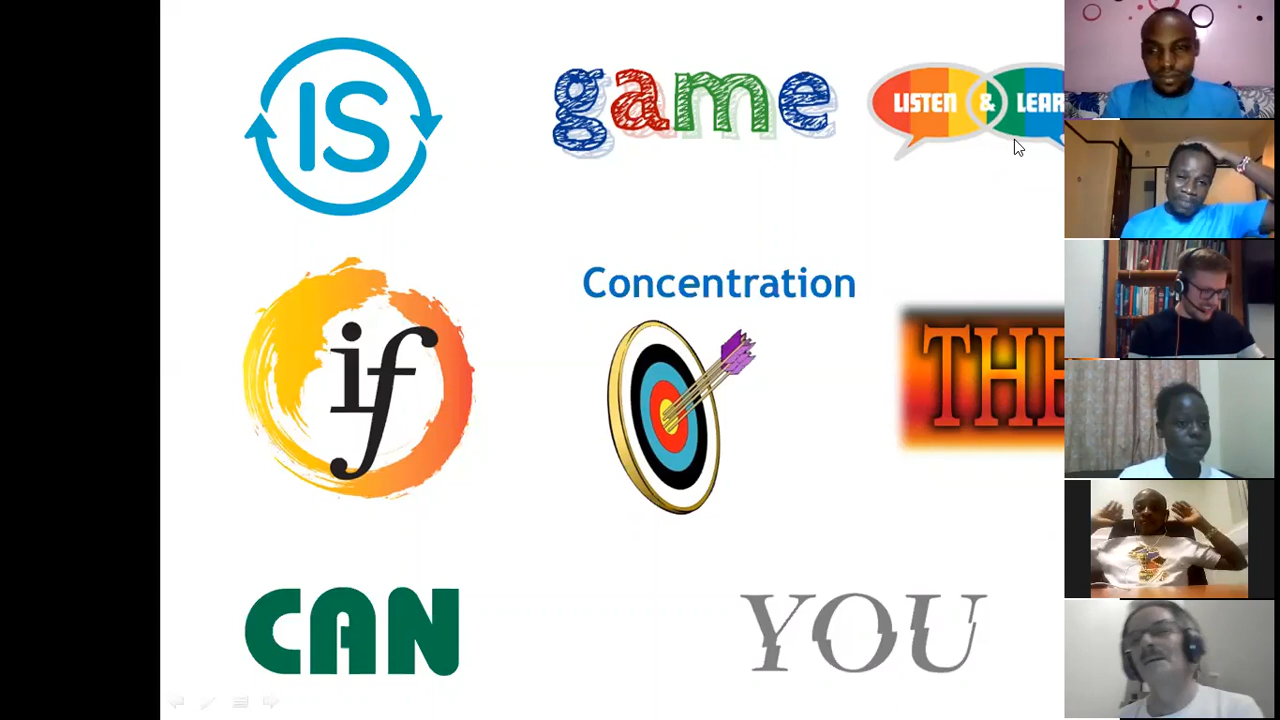 IS
game
LISTEN & LEAR
if
Concentration
THE
CAN
YOU